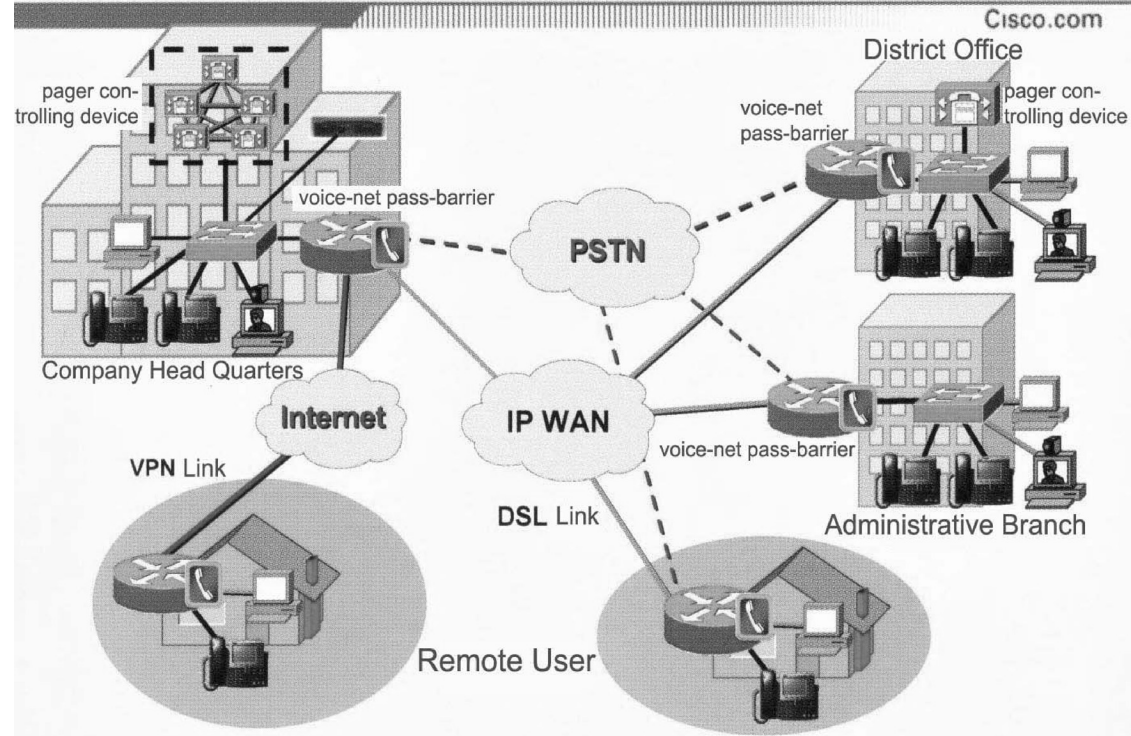 Cisco.com
District Office
pager con-
trolling device
voice-net
pass-barrier
pager con-
trolling device
voice-net pass-barrier
PSTN
Company Head Quarters
Internet
IP WAN
voice-net pass-barrier
VPN Link
DSL Link
Administrative Branch
Remote User